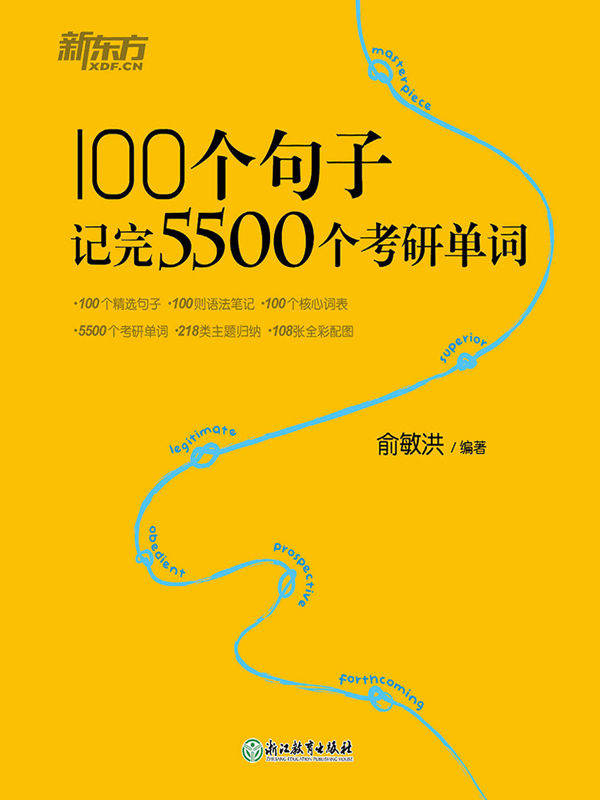 新东方
XDF.CN
masterpiece
100个句子
记完5500个考研单词
·100个精选句子 ·100则语法笔记 ·100个核心词表
·5500个考研单词 ·218类主题归纳 ·108张全彩配图
superior
legitimate
俞敏洪 / 编著
obedient
prospective
forthcoming
浙江教育出版社
ZHEJIANG EDUCATION PUBLISHING HOUSE